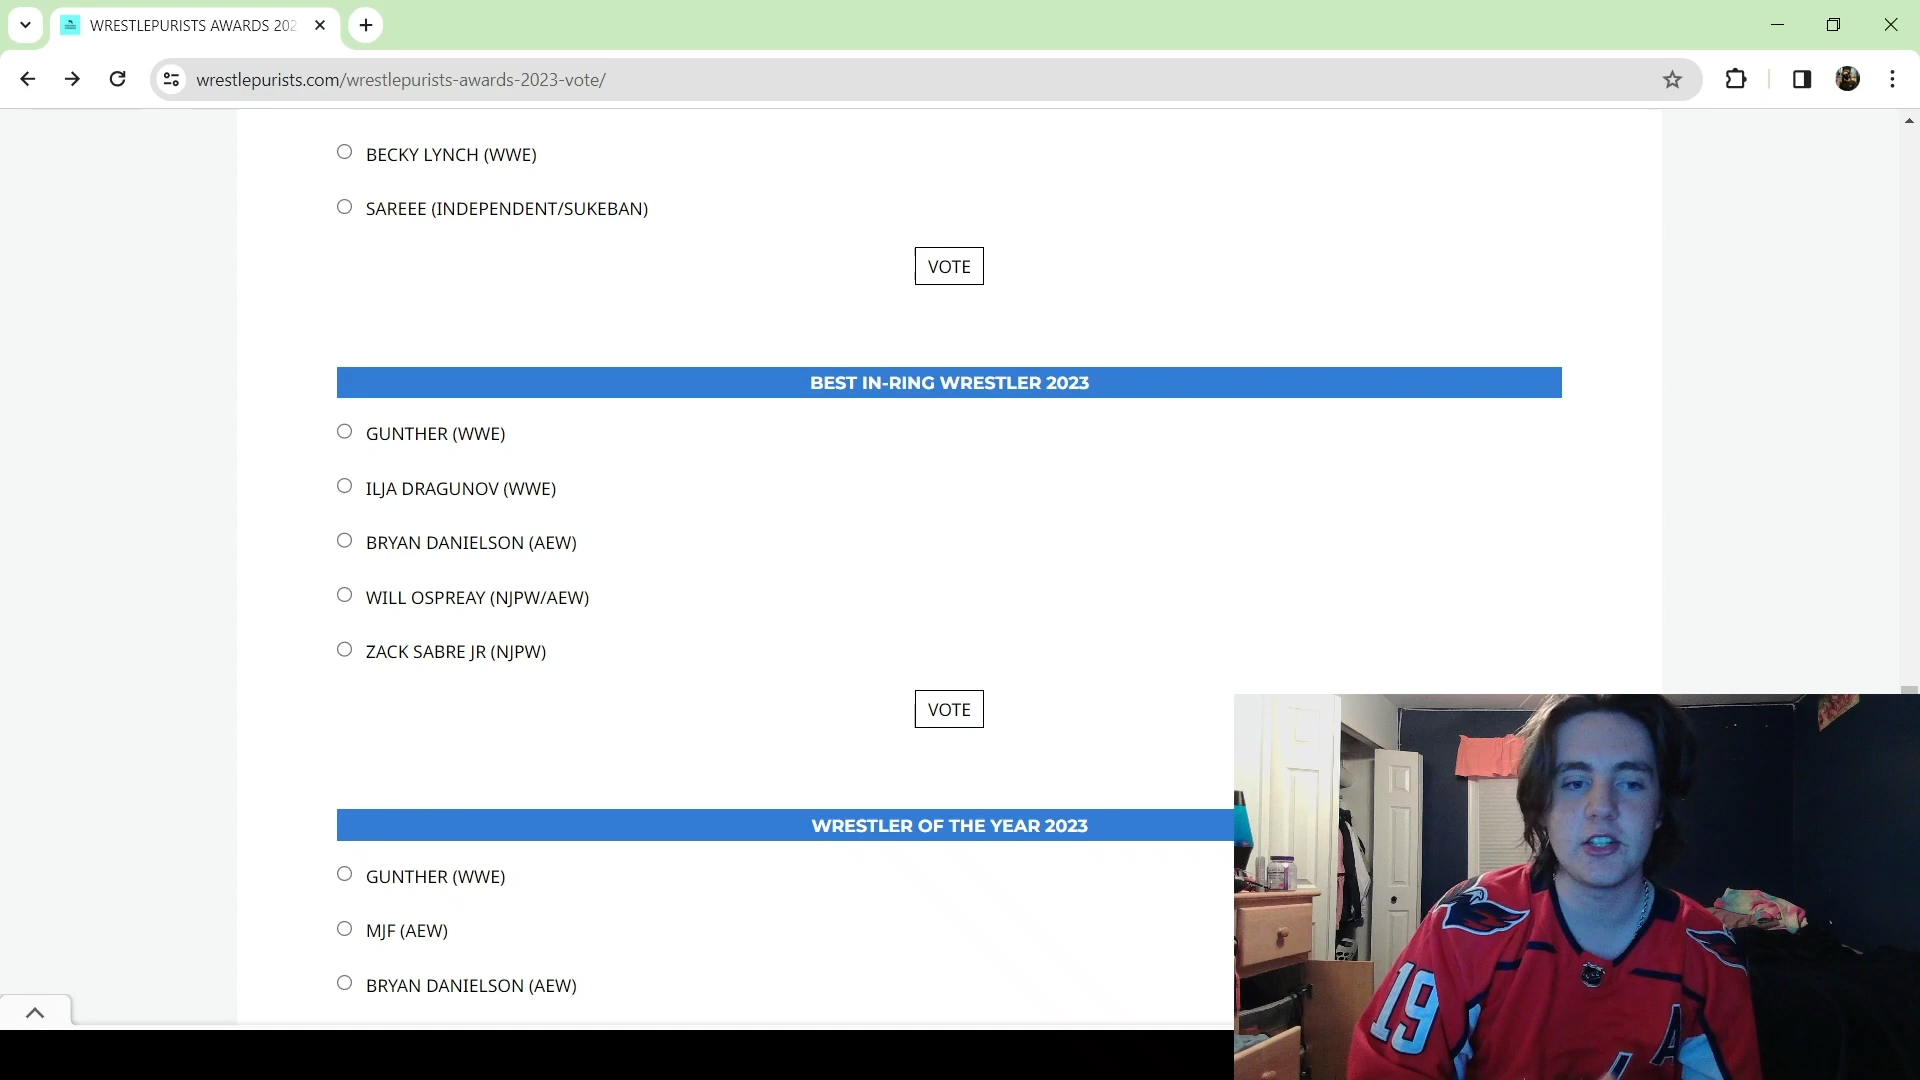 WRESTLEPURISTS AWARDS 202
wrestlepurists.com/wrestlepurists-awards-2023-vote/
BECKY LYNCH (WWE)
SAREEE (INDEPENDENT/SUKEBAN)
VOTE
BEST IN-RING WRESTLER 2023
GUNTHER (WWE)
ILJA DRAGUNOV (WWE)
BRYAN DANIELSON (AEW)
WILL OSPREAY (NJPW/AEW)
ZACK SABRE JR (NJPW)
VOTE
WRESTLER OF THE YEAR 2023
GUNTHER (WWE)
MJF (AEW)
BRYAN DANIELSON (AEW)
19
A